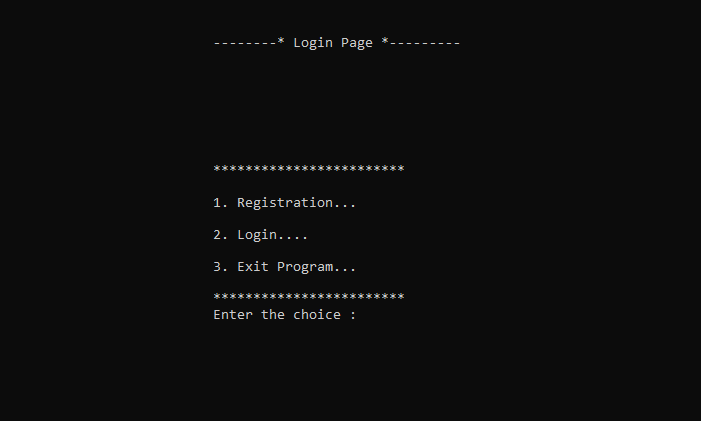 --------* Login Page *---------
************************
1. Registration...
2. Login....
3. Exit Program...
************************
Enter the choice :